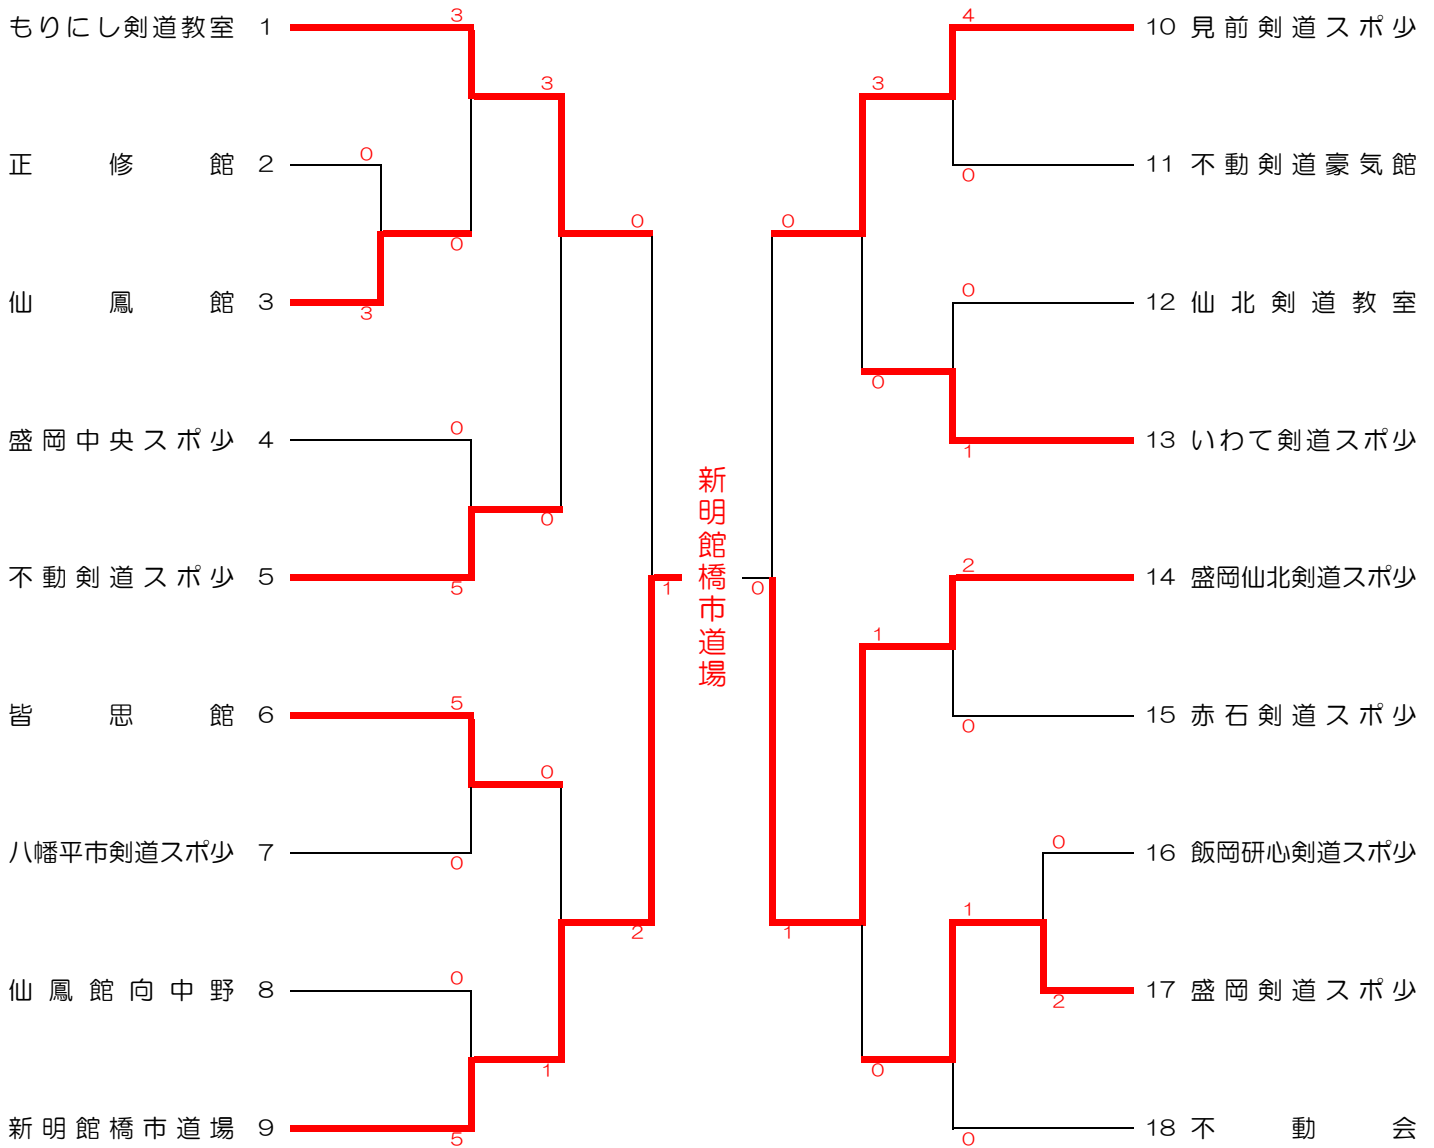 もりにし剣道教室 1
3
3
正修館 2
0
0
仙鳳館 3
3
0
盛岡中央スポ少 4
0
0
不動剣道スポ少 5
5
1
皆思館 6
5
0
八幡平市剣道スポ少 7
0
2
仙鳳館向中野 8
0
1
新明館橋市道場 9
5
新明館橋市道場
4
10 見前剣道スポ少
3
11 不動剣道豪気館
0
0
0
12 仙北剣道教室
0
13 いわて剣道スポ少
1
0
2
14 盛岡仙北剣道スポ少
1
15 赤石剣道スポ少
0
0
16 飯岡研心剣道スポ少
1
1
17 盛岡剣道スポ少
2
0
18 不動会
0